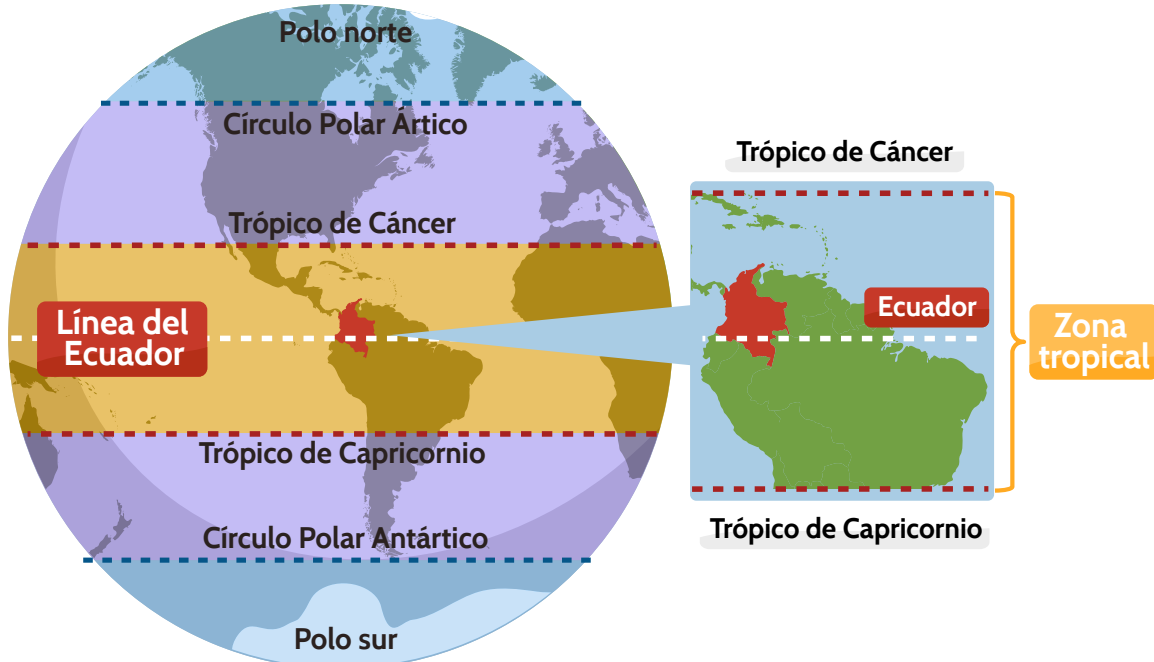 Polo norte
Círculo Polar Ártico
Trópico de Cáncer
Línea del
Ecuador
Trópico de Capricornio
Círculo Polar Antártico
Polo sur
Trópico de Cáncer
Ecuador
Zona
tropical
Trópico de Capricornio